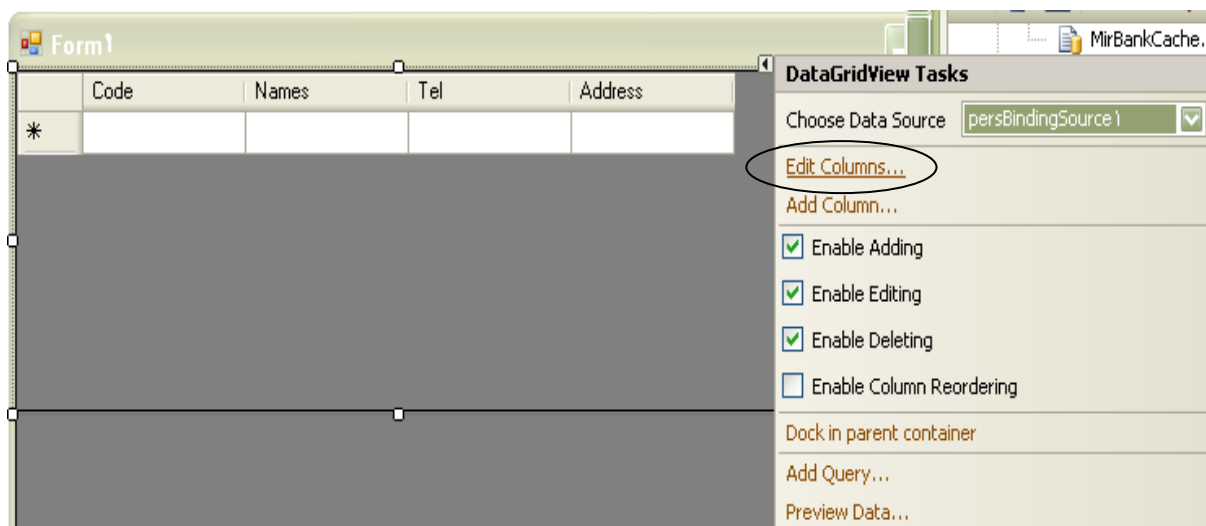 Form1
MirBankCache.
DataGridView Tasks
Code Names Tel Address
Choose Data Source persBindingSource1
*
Edit Columns...
Add Column...
Enable Adding
Enable Editing
Enable Deleting
Enable Column Reordering
Dock in parent container
Add Query...
Preview Data...